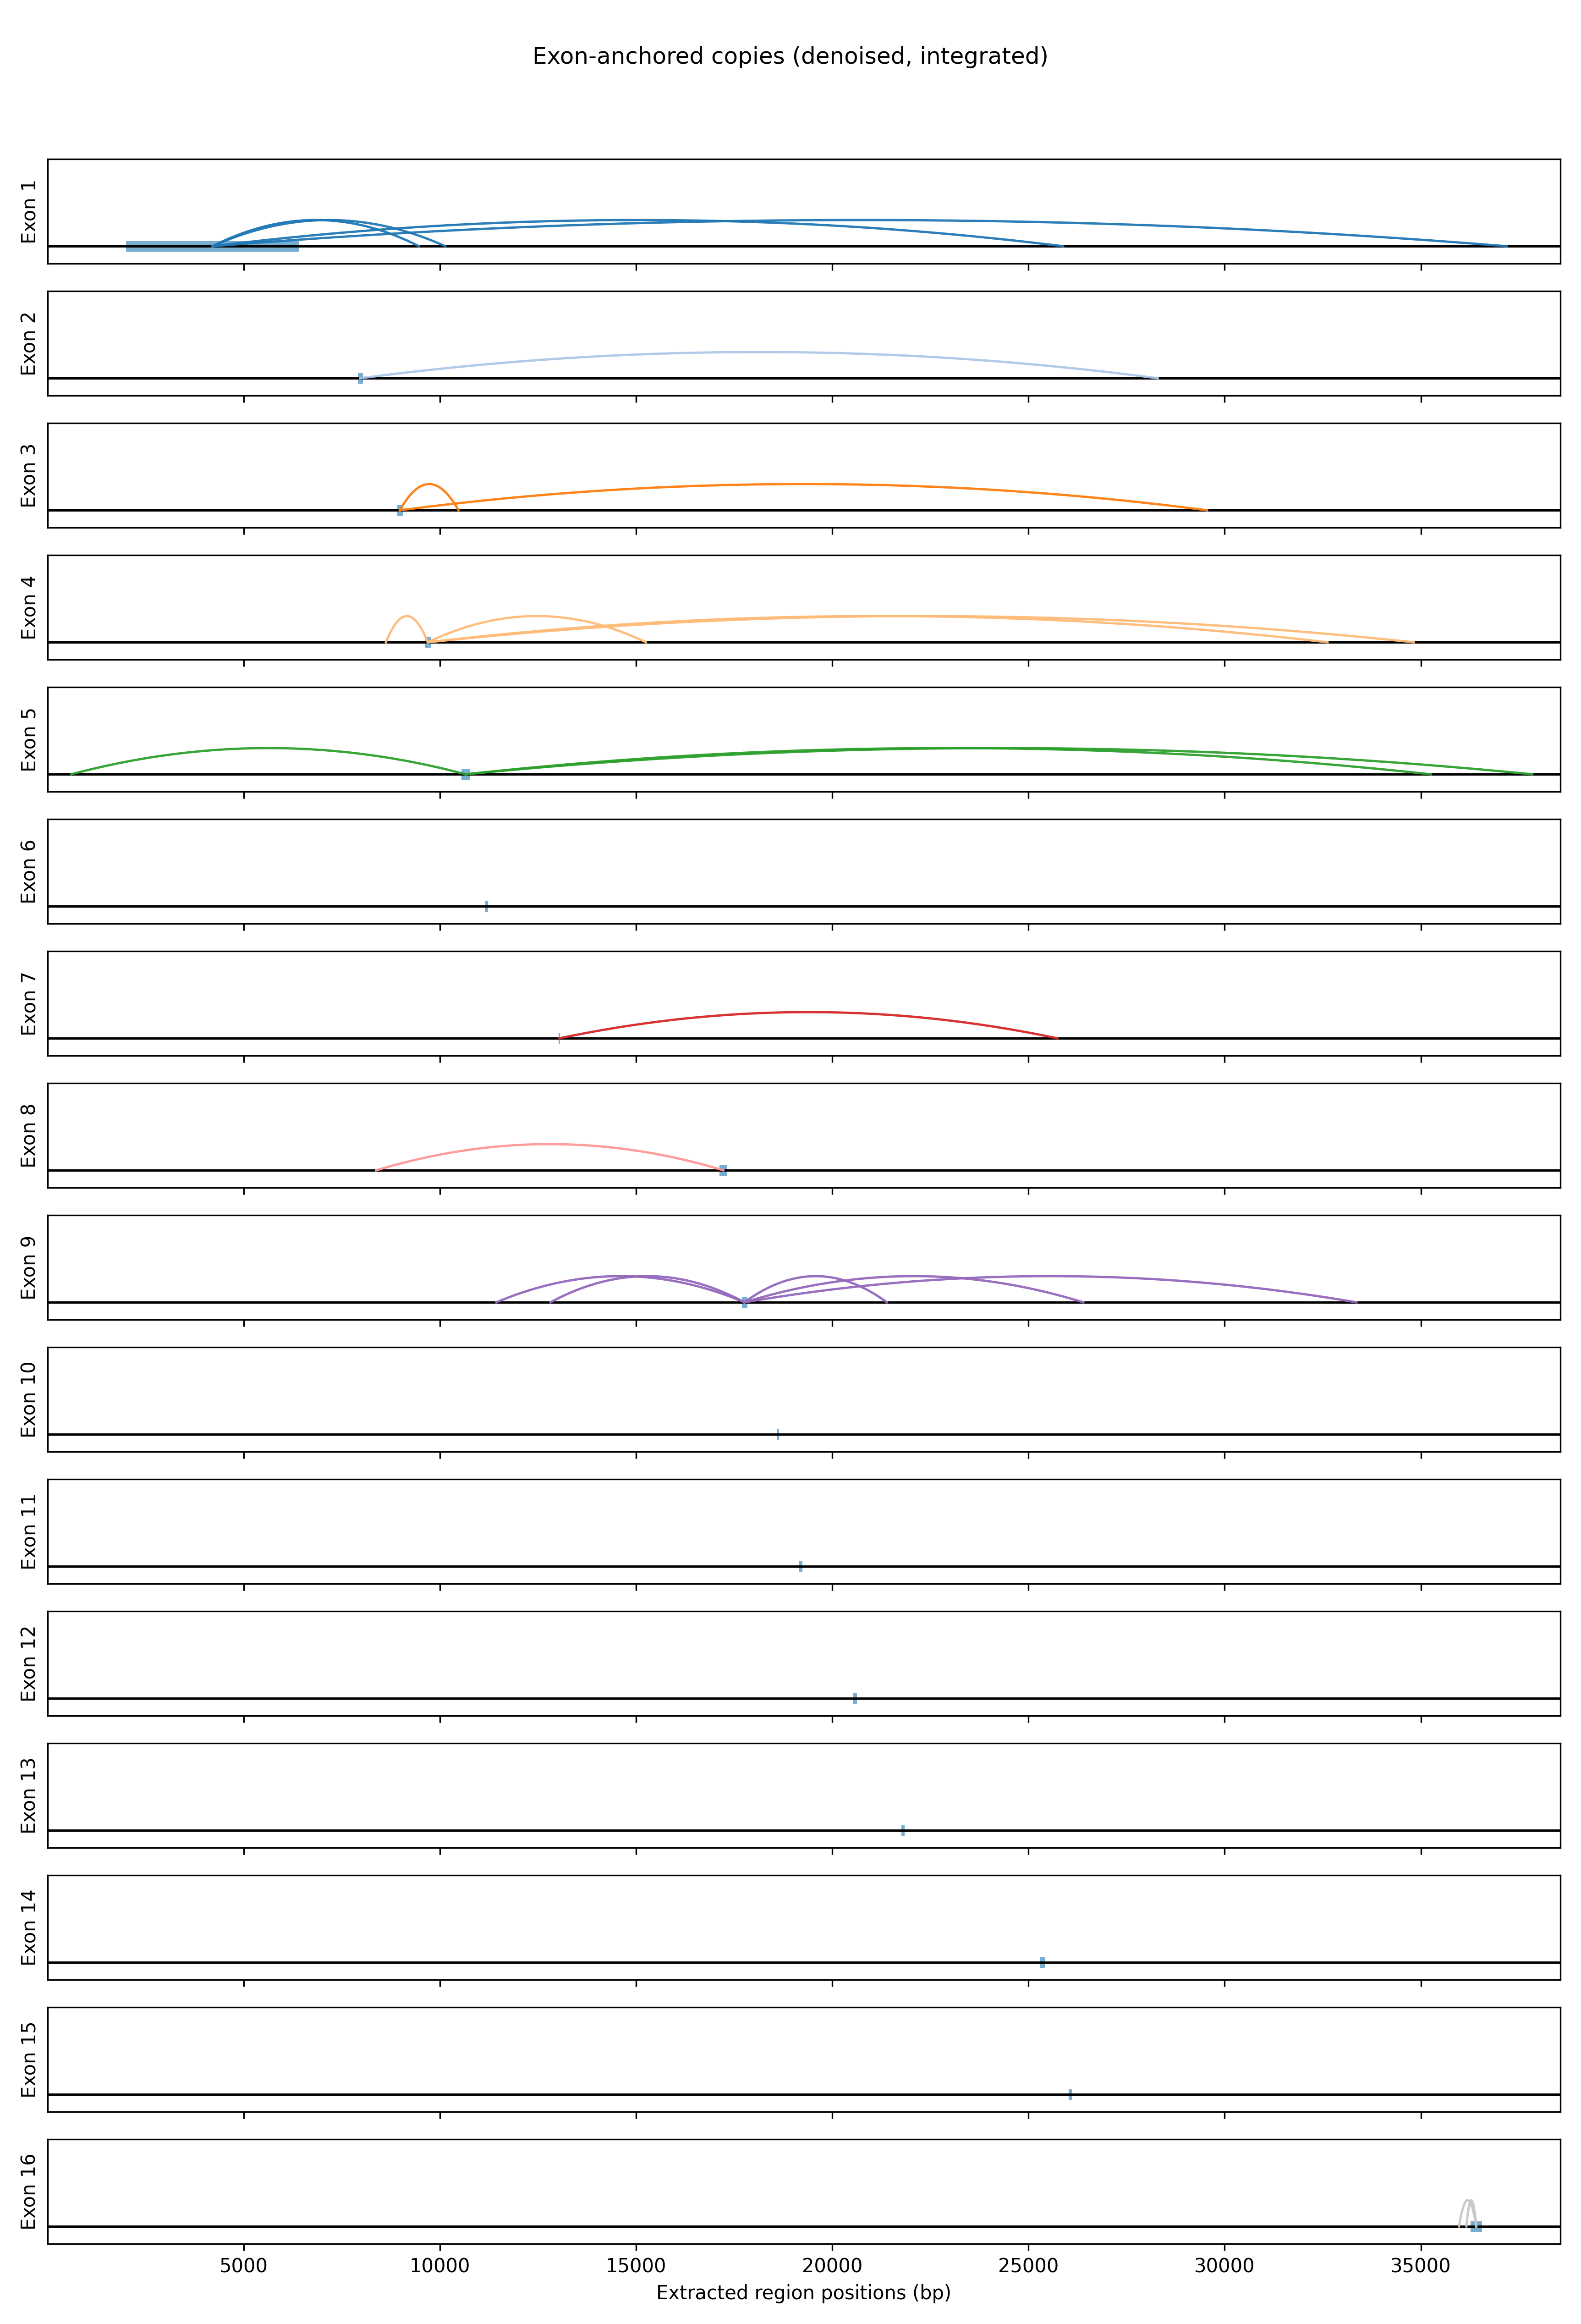 Exon-anchored copies (denoised, integrated)
Exon 1
Exon 2
Exon 3
Exon 4
Exon 5
Exon 6
Exon 7
Exon 8
Exon 9
Exon 10
Exon 11
Exon 12
Exon 13
Exon 14
Exon 15
Exon 16
5000 10000 15000 20000 25000 30000 35000
Extracted region positions (bp)